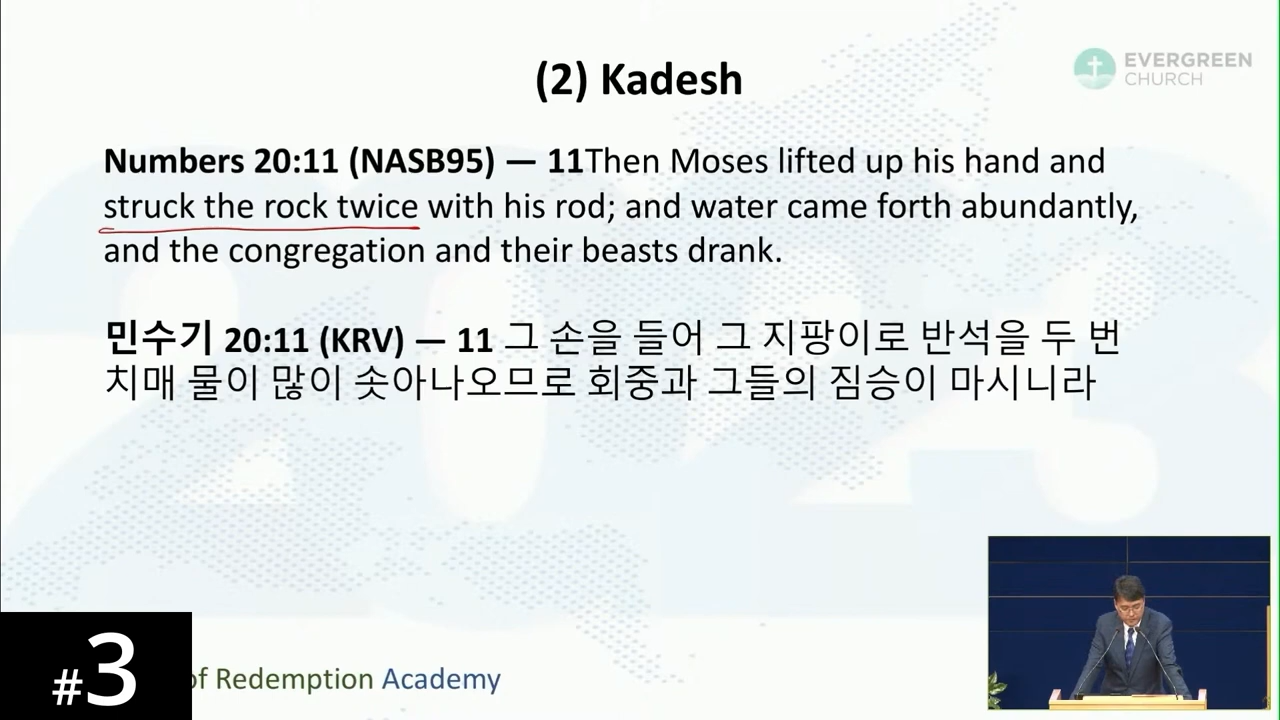 (2) Kadesh
EVERGREEN
CHURCH
Numbers 20:11 (NASB95) — 11Then Moses lifted up his hand and
struck the rock twice with his rod; and water came forth abundantly,
and the congregation and their beasts drank.
민수기 20:11 (KRV) — 11 그 손을 들어 그 지팡이로 반석을 두 번
치매 물이 많이 솟아나오므로 회중과 그들의 짐승이 마시니라
#3
of Redemption Academy